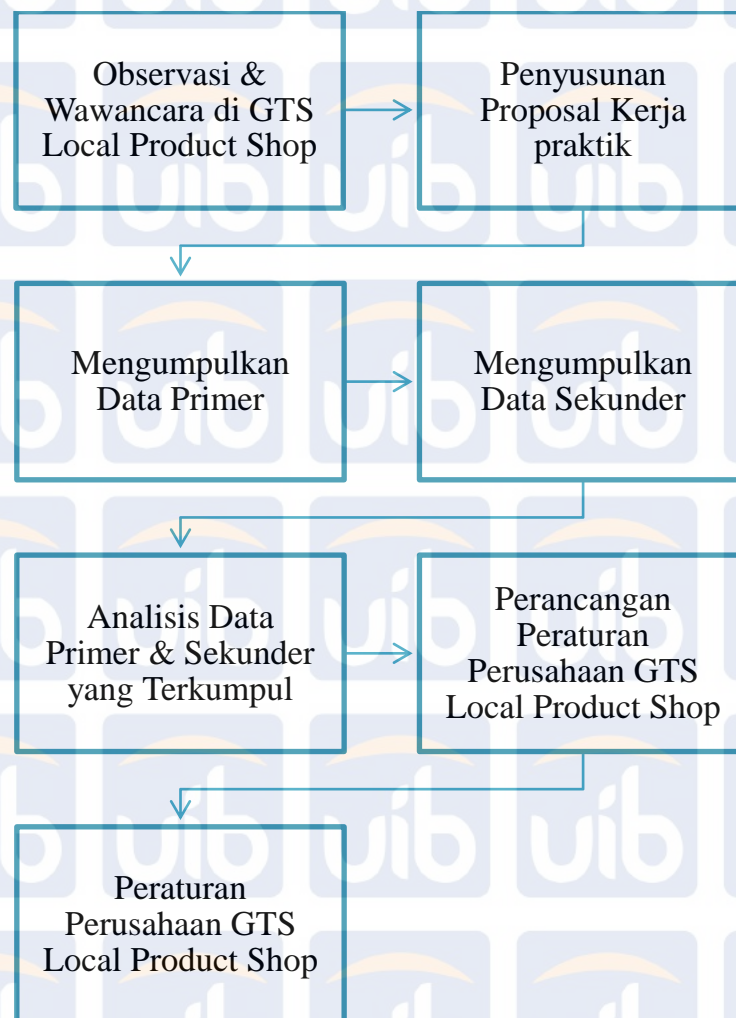 Observasi &
Wawancara di GTS
Local Product Shop
Penyusunan
Proposal Kerja
praktik
Mengumpulkan
Data Primer
Mengumpulkan
Data Sekunder
Analisis Data
Primer & Sekunder
yang Terkumpul
Perancangan
Peraturan
Perusahaan GTS
Local Product Shop
Peraturan
Perusahaan GTS
Local Product Shop